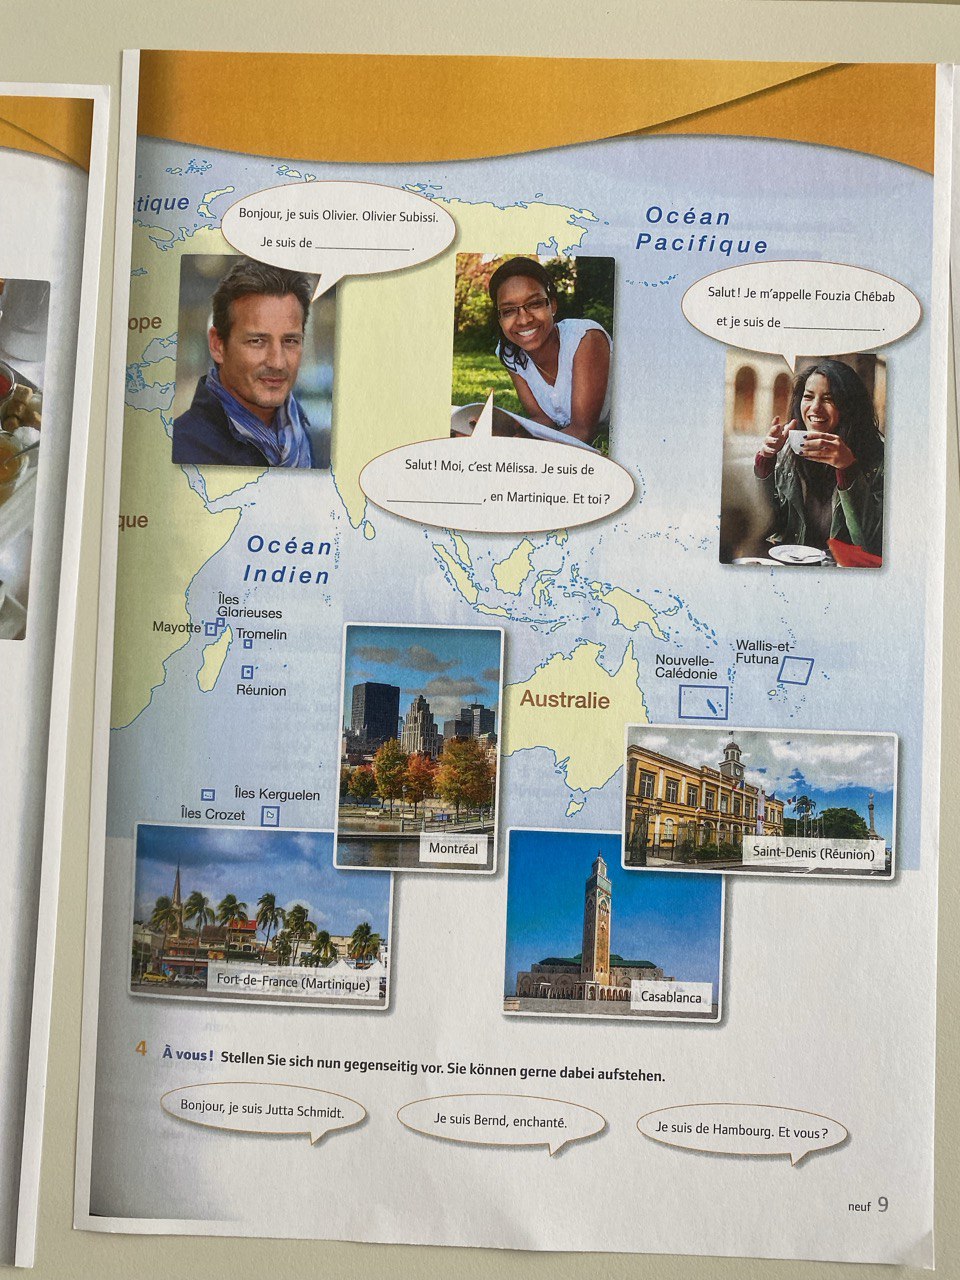 tique
Océan
Pacifique
Bonjour, je suis Olivier. Olivier Subissi.
Je suis de ______________ .
Salut ! Je m'appelle Fouzia Chébab
et je suis de ______________ .
ope
Salut ! Moi, c'est Mélissa. Je suis de
______________ , en Martinique. Et toi ?
que
Océan
Indien
Îles
Glorieuses
Mayotte
Tromelin
Réunion
Australie
Nouvelle-
Calédonie
Wallis-et-
Futuna
Îles Kerguelen
Îles Crozet
Montréal
Saint-Denis (Réunion)
Fort-de-France (Martinique)
Casablanca
4 À vous ! Stellen Sie sich nun gegenseitig vor. Sie können gerne dabei aufstehen.
Bonjour, je suis Jutta Schmidt.
Je suis Bernd, enchanté.
Je suis de Hambourg. Et vous ?
neuf 9